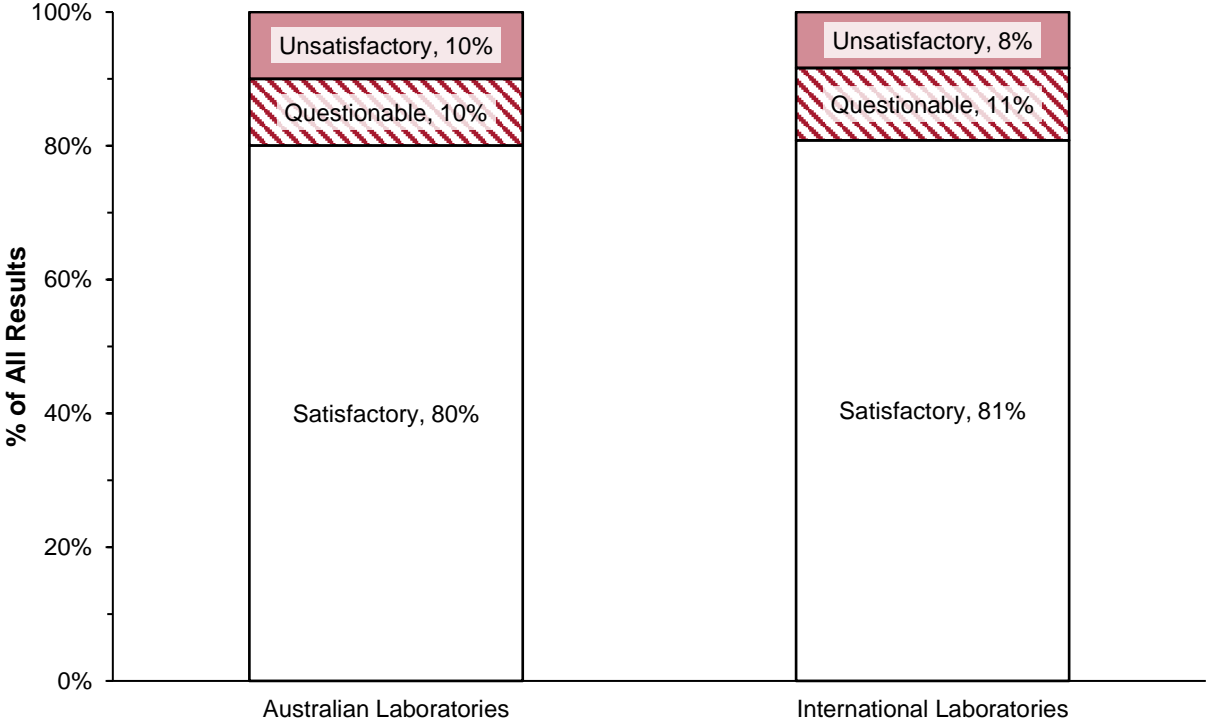 100%
80%
60%
40%
20%
0%
% of All Results
Unsatisfactory, 10%
Questionable, 10%
Satisfactory, 80%
Unsatisfactory, 8%
Questionable, 11%
Satisfactory, 81%
Australian Laboratories
International Laboratories